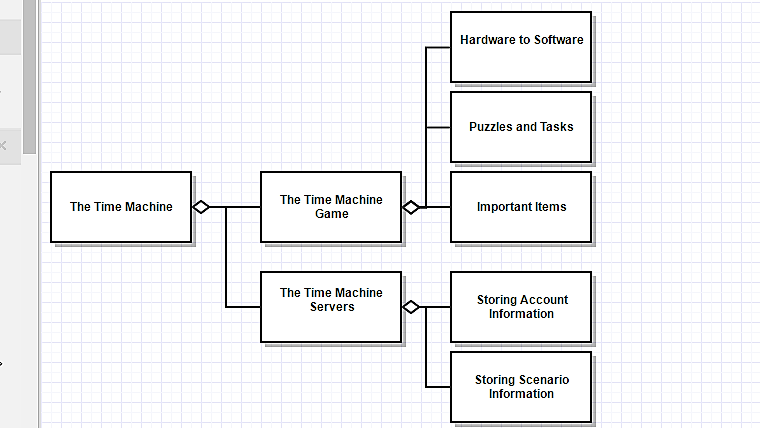 Hardware to Software
Puzzles and Tasks
The Time Machine
The Time Machine
Game
Important Items
The Time Machine
Servers
Storing Account
Information
Storing Scenario
Information